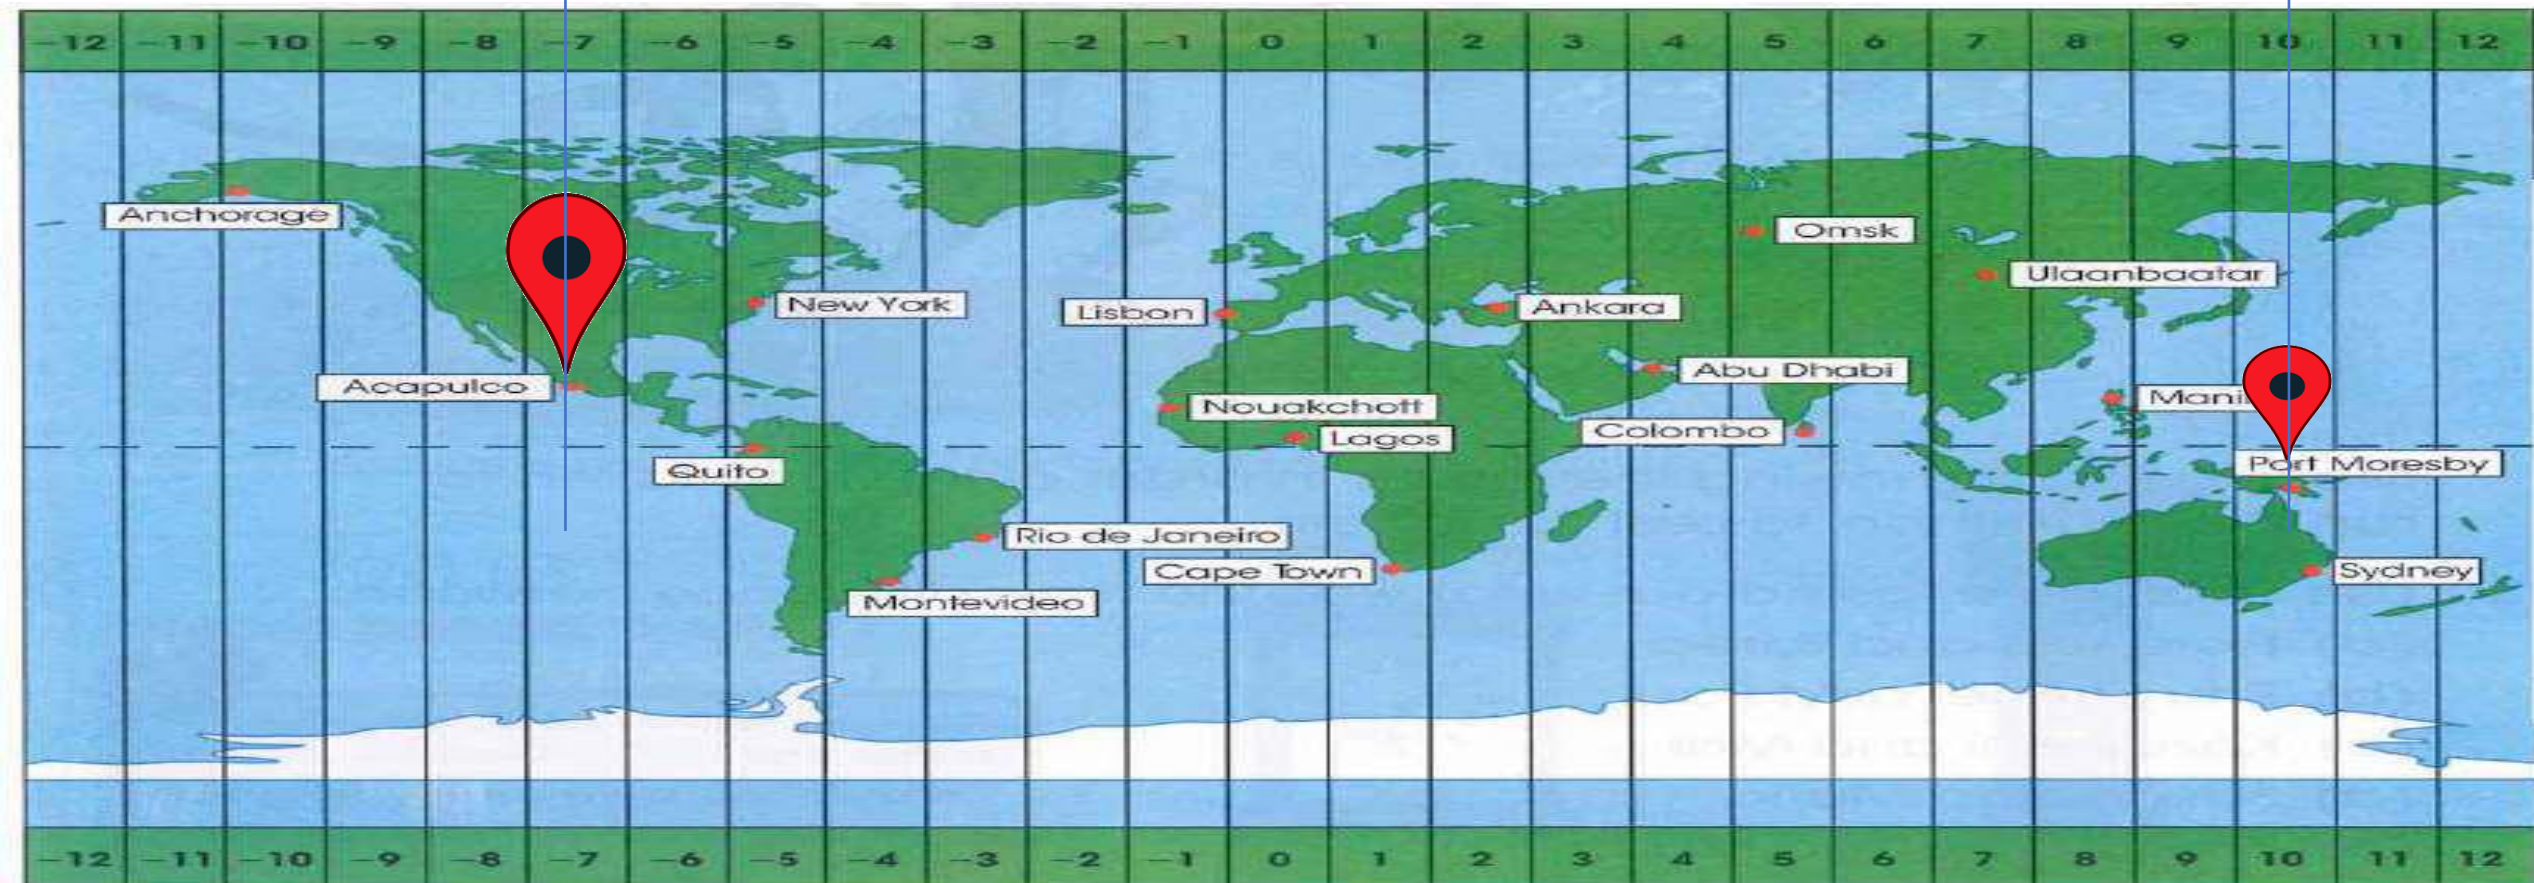 -12 -11 -10 -9 -8 -7 -6 -5 -4 -3 -2 -1 0 1 2 3 4 5 6 7 8 9 10 11 12
Anchorage
Omsk
Ulaanbaatar
New York
Lisbon
Ankara
Abu Dhabi
Acapulco
Manil
Nouakchott
Lagos
Colombo
Quito
Port Moresby
Rio de Janeiro
Cape Town
Sydney
Montevideo
-12 -11 -10 -9 -8 -7 -6 -5 -4 -3 -2 -1 0 1 2 3 4 5 6 7 8 9 10 11 12